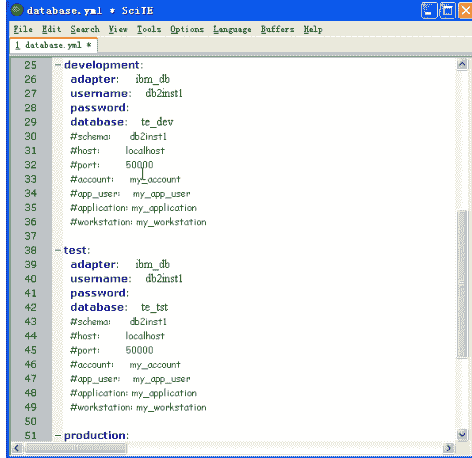 database.yml * SciTE
File Edit Search View Tools Options Language Buffers Help
1 database.yml *
25 development:
26 adapter: ibm_db
27 username: db2inst1
28 password:
29 database: te_dev
30 #schema: db2inst1
31 #host: localhost
32 #port: 50000
33 #account: my_account
34 #app_user: my_app_user
35 #application: my_application
36 #workstation: my_workstation
37
38 test:
39 adapter: ibm_db
40 username: db2inst1
41 password:
42 database: te_tst
43 #schema: db2inst1
44 #host: localhost
45 #port: 50000
46 #account: my_account
47 #app_user: my_app_user
48 #application: my_application
49 #workstation: my_workstation
50
51 production: